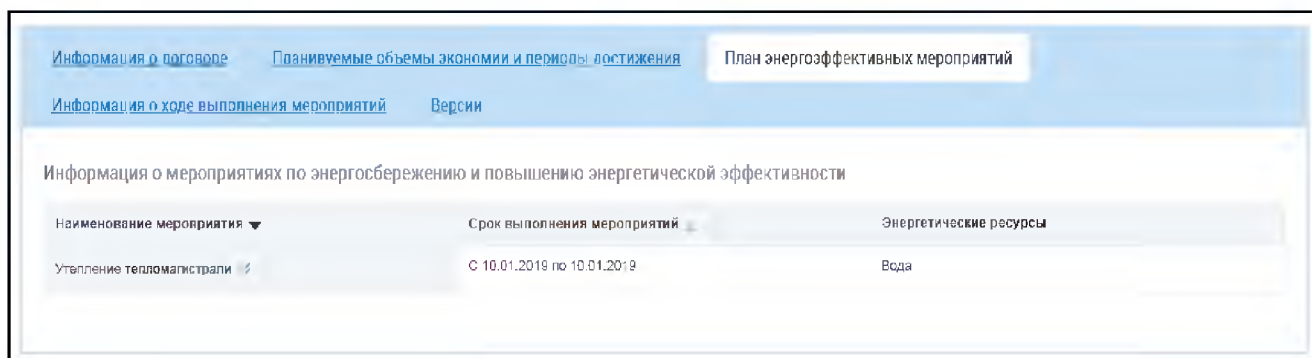 Информация о договоре Планируемые объемы экономии и периоды достижения План энергоэффективных мероприятий
Информация о ходе выполнения мероприятий Версии
Информация о мероприятиях по энергосбережению и повышению энергетической эффективности
Наименование мероприятия Срок выполнения мероприятий Энергетические ресурсы
Утепление тепломагистрали С 10.01.2019 по 10.01.2019 Вода